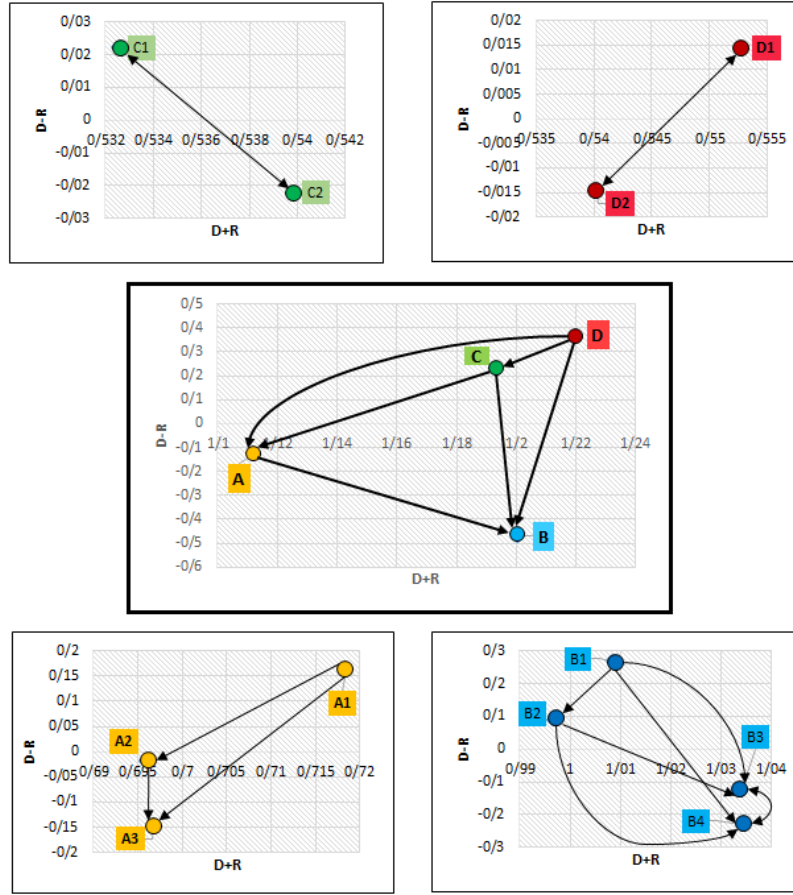 0/03
0/02
0/01
0
-0/01
-0/02
-0/03
0/532 0/534 0/536 0/538 0/54 0/542
D-R
D+R
C1
C2
0/02
0/015
0/01
0/005
0
-0/005
-0/01
-0/015
-0/02
0/535 0/54 0/545 0/55 0/555
D-R
D+R
D1
D2
0/5
0/4
0/3
0/2
0/1
0
-0/1
-0/2
-0/3
-0/4
-0/5
-0/6
1/1 1/12 1/14 1/16 1/18 1/2 1/22 1/24
D-R
D+R
D
C
A
B
0/2
0/15
0/1
0/05
0
-0/05
-0/1
-0/15
-0/2
0/69 0/695 0/7 0/705 0/71 0/715 0/72
D-R
D+R
A1
A2
A3
0/3
0/2
0/1
0
-0/1
-0/2
-0/3
0/99 1 1/01 1/02 1/03 1/04
D-R
D+R
B1
B2
B3
B4